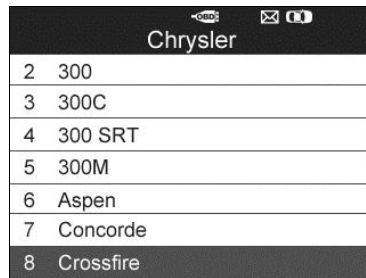 OBD
Chrysler
2 300
3 300C
4 300 SRT
5 300M
6 Aspen
7 Concorde
8 Crossfire